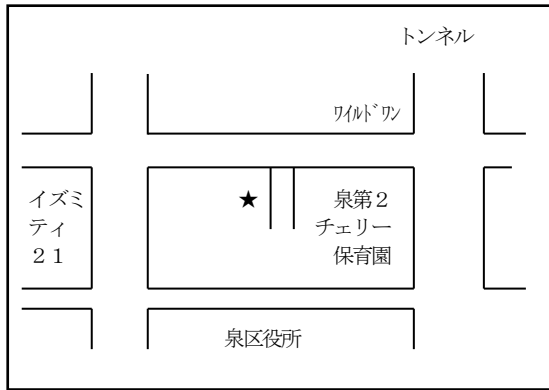 トンネル
ワイルドワン
イズミ
ティ
２１
★
泉第２
チェリー
保育園
泉区役所